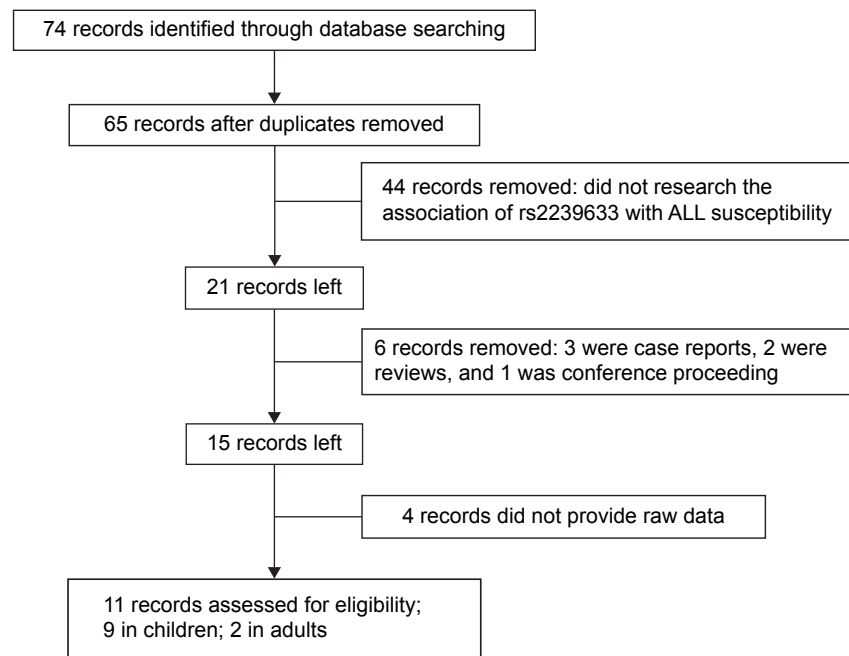 74 records identified through database searching
65 records after duplicates removed
44 records removed: did not research the
association of rs2239633 with ALL susceptibility
21 records left
6 records removed: 3 were case reports, 2 were
reviews, and 1 was conference proceeding
15 records left
4 records did not provide raw data
11 records assessed for eligibility;
9 in children; 2 in adults